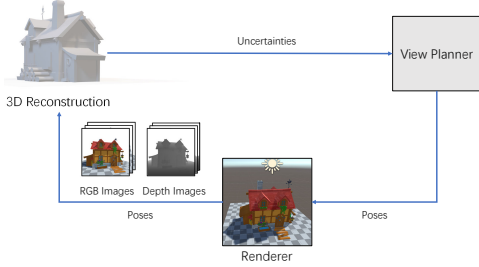 Uncertainties
View Planner
3D Reconstruction
RGB Images
Depth Images
Poses
Poses
Renderer